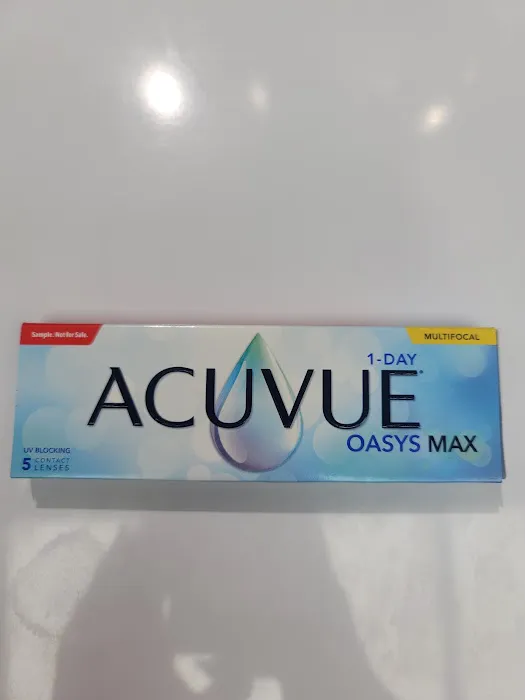 Sample. Not for Sale.
MULTIFOCAL
1-DAY
ACUVUE®
OASYS MAX
UV BLOCKING
5 CONTACT
LENSES